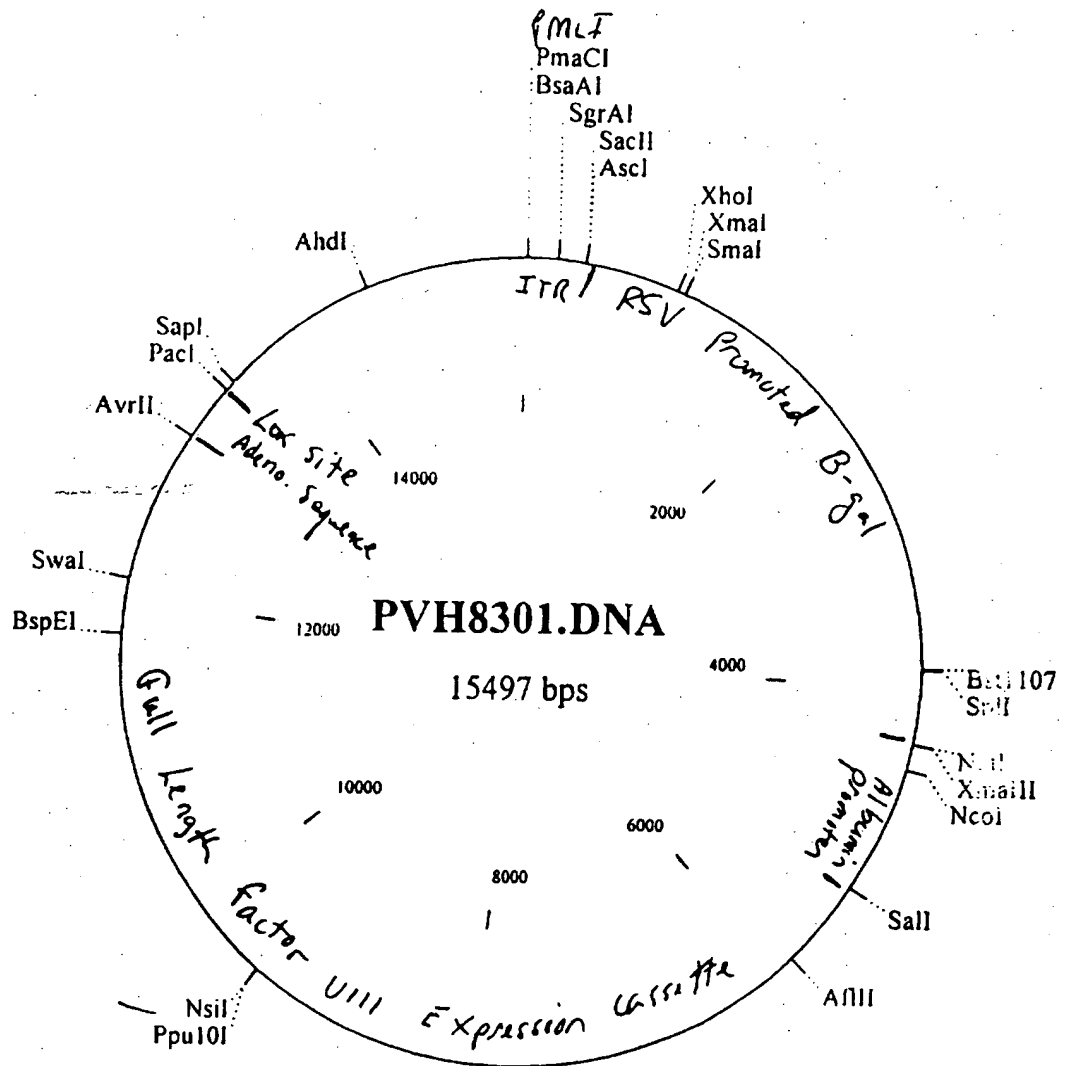 PMLI
PmaCI
BsaAI
SgrAI
SacII
AscI
XhoI
XmaI
SmaI
AhdI
ITR
RSV Promoted B-gal
SapI
PacI
AvrII
Lox site
Adeno. Sequence
14000
2000
SwaI
BspEI
12000
PVH8301.DNA
15497 bps
4000
XmaIII
NcoI
Albumin
promoter
10000
6000
8000
SalI
AflII
Full Length Factor VIII Expression Cassette
NsiI
Ppu10I